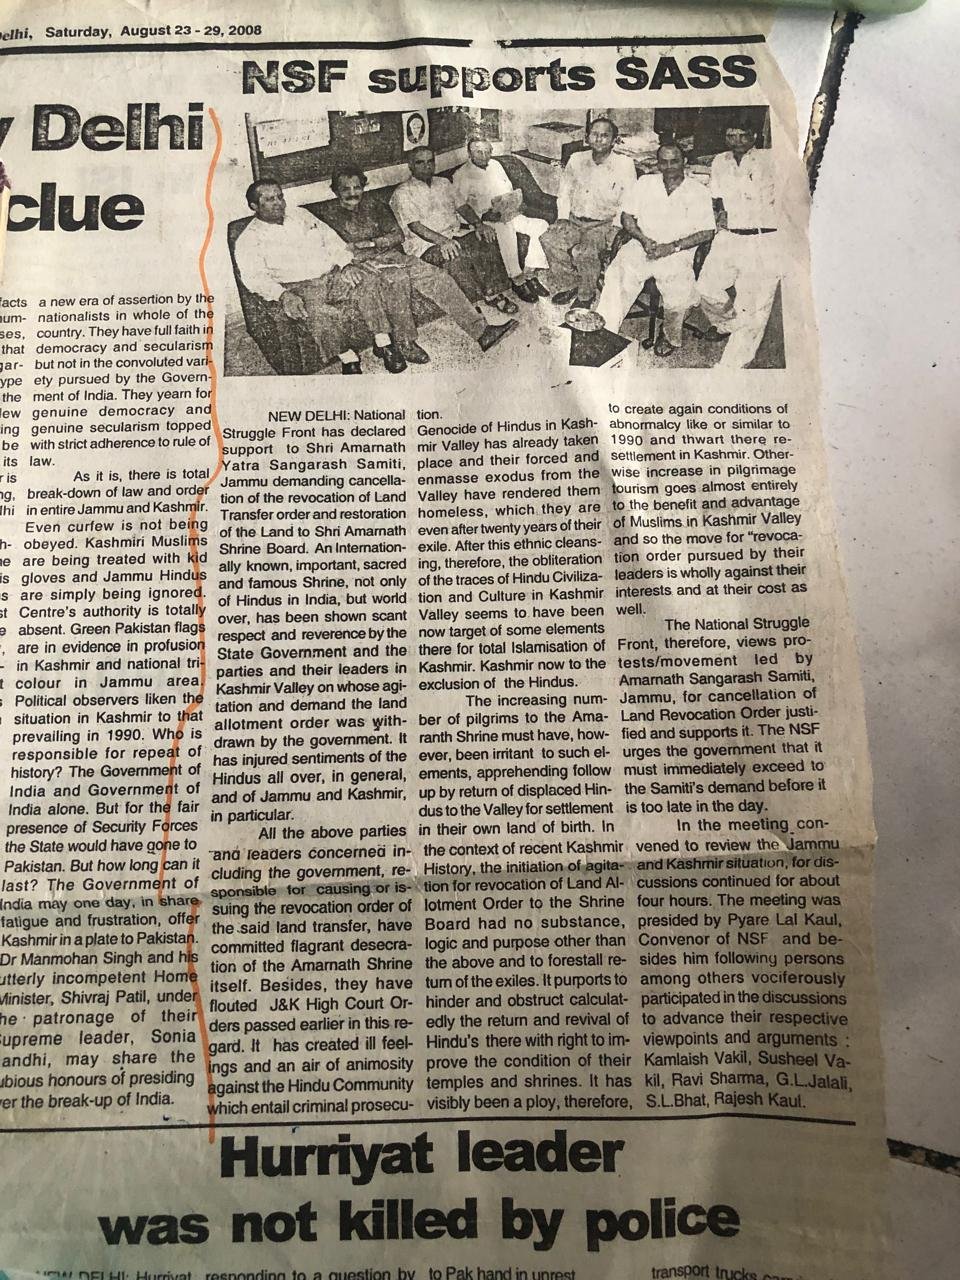 elhi, Saturday, August 23 - 29, 2008
Delhi
clue
facts
num-
ses,
that
gar-
ype
the
lew
ing
be
its
r is
ng,
lhi
h-
ne
is
s
st
e
,
-
t
s
a new era of assertion by the
nationalists in whole of the
country. They have full faith in
democracy and secularism
but not in the convoluted vari-
ety pursued by the Govern-
ment of India. They yearn for
genuine democracy and
genuine secularism topped
with strict adherence to rule of
law.
As it is, there is total
break-down of law and order
in entire Jammu and Kashmir.
Even curfew is not being
obeyed. Kashmiri Muslims
are being treated with kid
gloves and Jammu Hindus
are simply being ignored.
Centre's authority is totally
absent. Green Pakistan flags
are in evidence in profusion
in Kashmir and national tri-
colour in Jammu area.
Political observers liken the
situation in Kashmir to that
prevailing in 1990. Who is
responsible for repeat of
history? The Government of
India and Government of
India alone. But for the fair
presence of Security Forces
the State would have gone to
Pakistan. But how long can it
last? The Government of
India may one day, in share
fatigue and frustration, offer
Kashmir in a plate to Pakistan.
Dr Manmohan Singh and his
utterly incompetent Home
Minister, Shivraj Patil, under
he patronage of their
upreme leader, Sonia
andhi, may share the
ubious honours of presiding
er the break-up of India.
NSF supports SASS
NEW DELHI: National
Struggle Front has declared
support to Shri Amarnath
Yatra Sangarash Samiti,
Jammu demanding cancella-
tion of the revocation of Land
Transfer order and restoration
of the Land to Shri Amarnath
Shrine Board. An Internation-
ally known, important, sacred
and famous Shrine, not only
of Hindus in India, but world
over, has been shown scant
respect and reverence by the
State Government and the
parties and their leaders in
Kashmir Valley on whose agi-
tation and demand the land
allotment order was with-
drawn by the government. It
has injured sentiments of the
Hindus all over, in general,
and of Jammu and Kashmir,
in particular.
All the above parties
and leaders concerned in-
cluding the government, re-
sponsible for causing or is-
suing the revocation order of
the said land transfer, have
committed flagrant desecra-
tion of the Amarnath Shrine
itself. Besides, they have
flouted J&K High Court Or-
ders passed earlier in this re-
gard. It has created ill feel-
ings and an air of animosity
against the Hindu Community
which entail criminal prosecu-
tion.
Genocide of Hindus in Kash-
mir Valley has already taken
place and their forced and
enmasse exodus from the
Valley have rendered them
homeless, which they are
even after twenty years of their
exile. After this ethnic cleans-
ing, therefore, the obliteration
of the traces of Hindu Civiliza-
tion and Culture in Kashmir
Valley seems to have been
now target of some elements
there for total Islamisation of
Kashmir. Kashmir now to the
exclusion of the Hindus.
The increasing num-
ber of pilgrims to the Ama-
ranth Shrine must have, how-
ever, been irritant to such el-
ements, apprehending follow
up by return of displaced Hin-
dus to the Valley for settlement
in their own land of birth. In
the context of recent Kashmir
History, the initiation of agita-
tion for revocation of Land Al-
lotment Order to the Shrine
Board had no substance,
logic and purpose other than
the above and to forestall re-
turn of the exiles. It purports to
hinder and obstruct calculat-
edly the return and revival of
Hindu's there with right to im-
prove the condition of their
temples and shrines. It has
visibly been a ploy, therefore,
to create again conditions of
abnormalcy like or similar to
1990 and thwart there re-
settlement in Kashmir. Other-
wise increase in pilgrimage
tourism goes almost entirely
to the benefit and advantage
of Muslims in Kashmir Valley
and so the move for "revoca-
tion order pursued by their
leaders is wholly against their
interests and at their cost as
well.
The National Struggle
Front, therefore, views pro-
tests/movement led by
Amarnath Sangarash Samiti,
Jammu, for cancellation of
Land Revocation Order justi-
fied and supports it. The NSF
urges the government that it
must immediately exceed to
the Samiti's demand before it
is too late in the day.
In the meeting con-
vened to review the Jammu
and Kashmir situation, for dis-
cussions continued for about
four hours. The meeting was
presided by Pyare Lal Kaul,
Convenor of NSF and be-
sides him following persons
among others vociferously
participated in the discussions
to advance their respective
viewpoints and arguments :
Kamlaish Vakil, Susheel Va-
kil, Ravi Sharma, G.L.Jalali,
S.L.Bhat, Rajesh Kaul.
Hurriyat leader
was not killed by police
NEW DELHI: Hurriyat
responding to a question by
to Pak hand in unrest
transport trucks